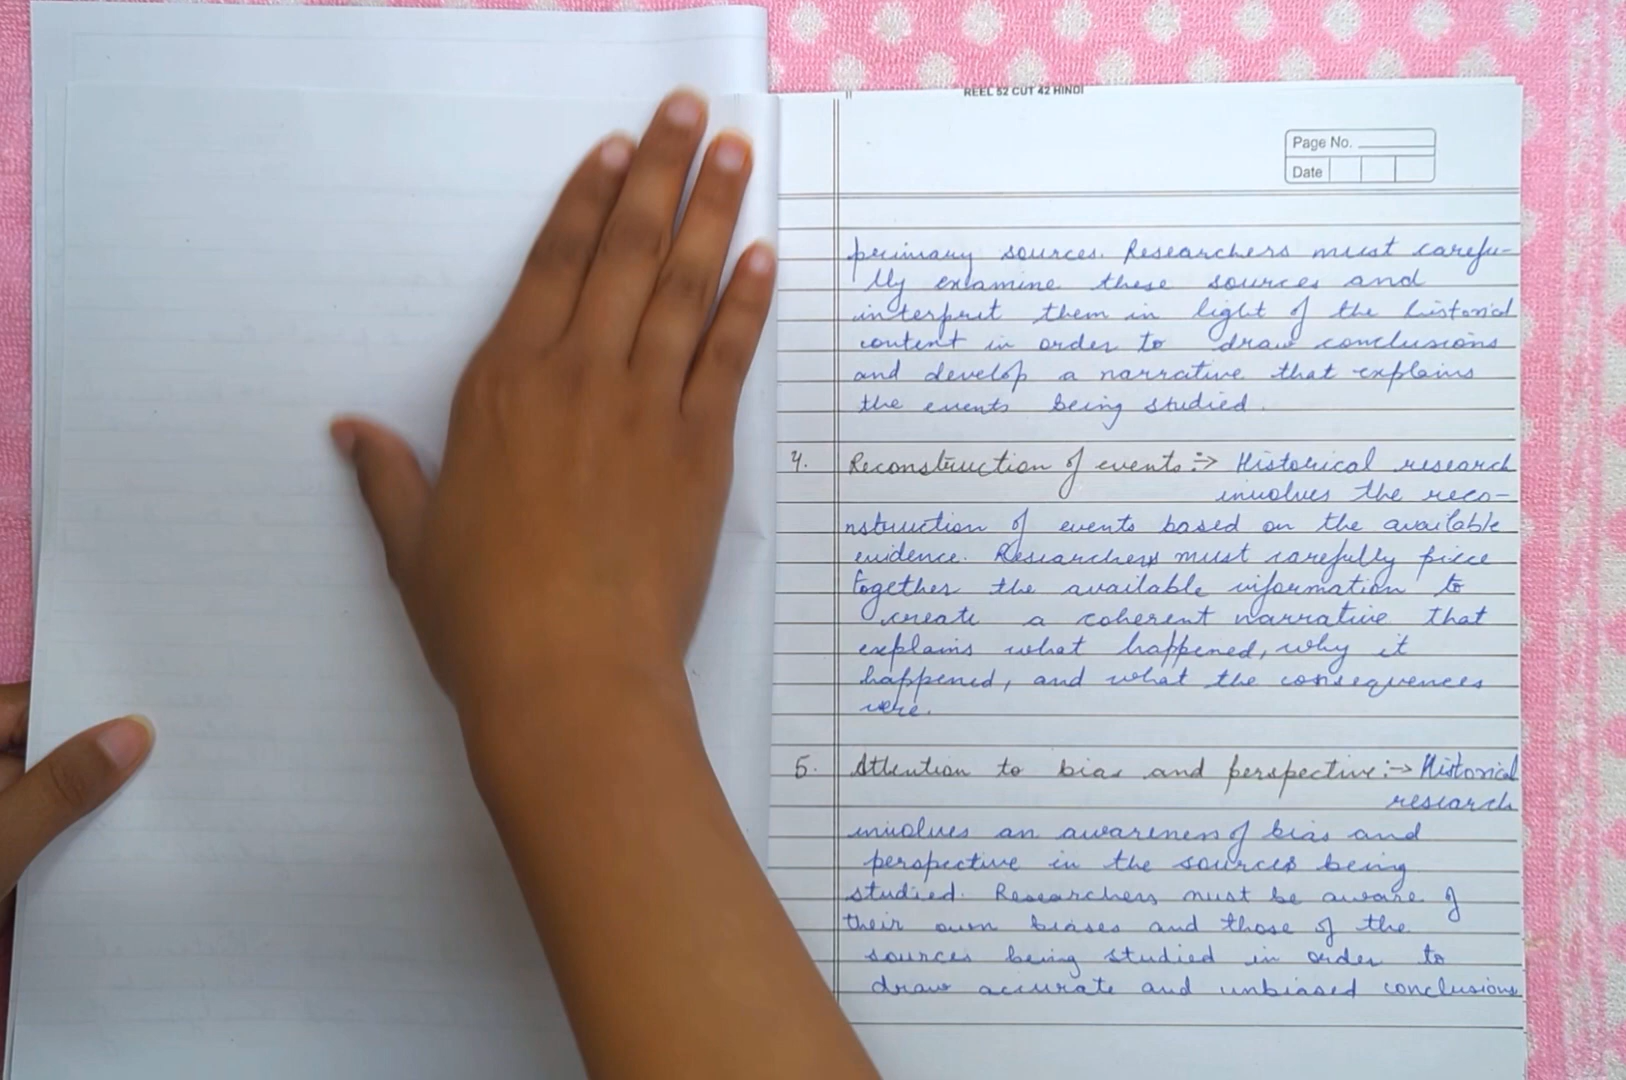 REEL 52 CUT 42 HINDI
Page No.
Date
primary sources. Researchers must carefu-
lly examine these sources and
interpret them in light of the historical
content in order to draw conclusions
and develop a narrative that explains
the events being studied.
4. Reconstruction of events :-> Historical research
involves the reco-
nstruction of events based on the available
evidence. Researchers must carefully piece
together the available information to
create a coherent narrative that
explains what happened, why it
happened, and what the consequences
were.
5. Attention to bias and perspective :-> Historical
research
involves an awareness of bias and
perspective in the sources being
studied. Researchers must be aware of
their own biases and those of the
sources being studied in order to
draw accurate and unbiased conclusions